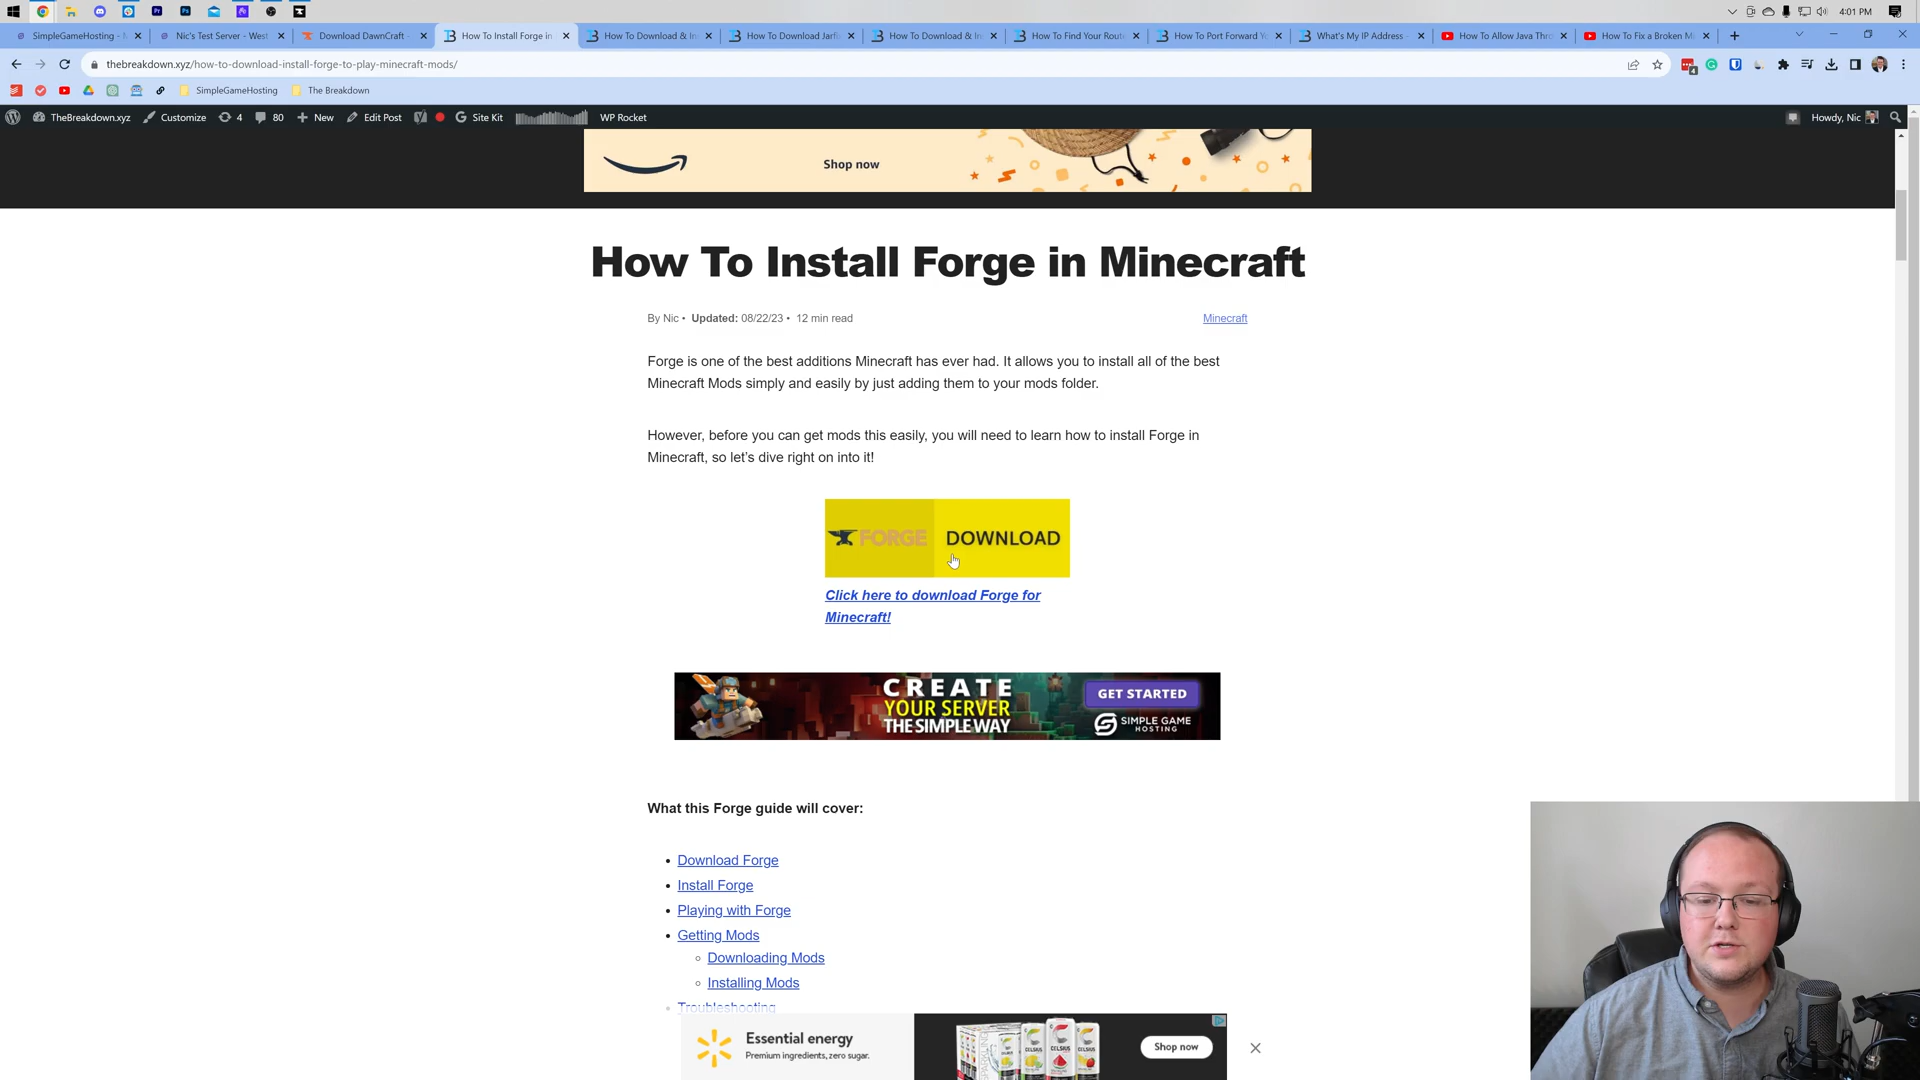 4:01 PM
SimpleGameHosting -
Nic's Test Server - West
Download DawnCraft -
How To Install Forge in
How To Download & In
How To Download Jarfix
How To Download & In
How To Find Your Route
How To Port Forward Y
What's My IP Address -
How To Allow Java Thr
How To Fix a Broken M
thebreakdown.xyz/how-to-download-install-forge-to-play-minecraft-mods/
SimpleGameHosting
The Breakdown
TheBreakdown.xyz
Customize
4
80
New
Edit Post
Site Kit
WP Rocket
Howdy, Nic
Shop now
How To Install Forge in Minecraft
By Nic • Updated: 08/22/23 • 12 min read
Minecraft
Forge is one of the best additions Minecraft has ever had. It allows you to install all of the best
Minecraft Mods simply and easily by just adding them to your mods folder.
However, before you can get mods this easily, you will need to learn how to install Forge in
Minecraft, so let's dive right on into it!
FORGE DOWNLOAD
Click here to download Forge for
Minecraft!
CREATE
YOUR SERVER
THE SIMPLE WAY
GET STARTED
SIMPLE GAME
HOSTING
What this Forge guide will cover:
• Download Forge
• Install Forge
• Playing with Forge
• Getting Mods
◦ Downloading Mods
◦ Installing Mods
• Troubleshooting
Essential energy
Premium ingredients, zero sugar.
CELSIUS
Shop now